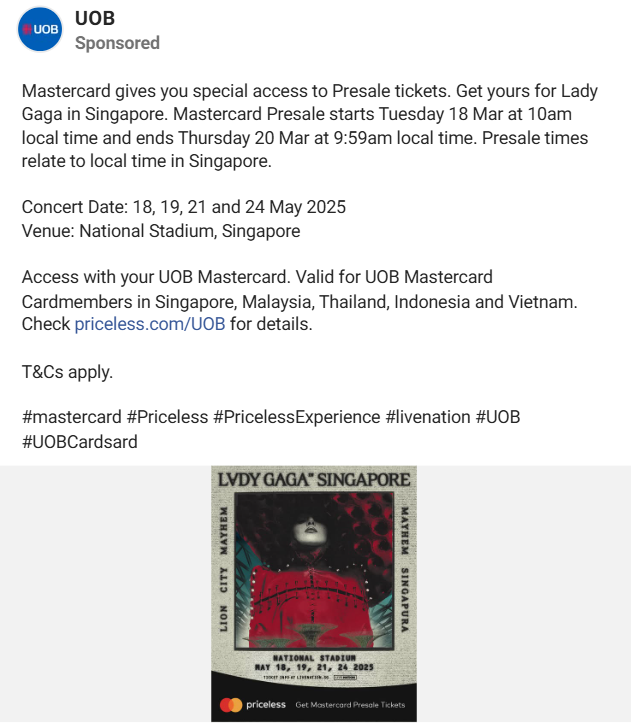 UOB
UOB
Sponsored
Mastercard gives you special access to Presale tickets. Get yours for Lady
Gaga in Singapore. Mastercard Presale starts Tuesday 18 Mar at 10am
local time and ends Thursday 20 Mar at 9:59am local time. Presale times
relate to local time in Singapore.
Concert Date: 18, 19, 21 and 24 May 2025
Venue: National Stadium, Singapore
Access with your UOB Mastercard. Valid for UOB Mastercard
Cardmembers in Singapore, Malaysia, Thailand, Indonesia and Vietnam.
Check priceless.com/UOB for details.
T&Cs apply.
#mastercard #Priceless #PricelessExperience #livenation #UOB
#UOBCardsard
LVDY GAGA" SINGAPORE
LION CITY MAYHEM
MAYHEM SINGAPURA
NATIONAL STADIUM
MAY 18, 19, 21, 24 2025
TICKET INFO AT LIVENATION.SG
priceless Get Mastercard Presale Tickets